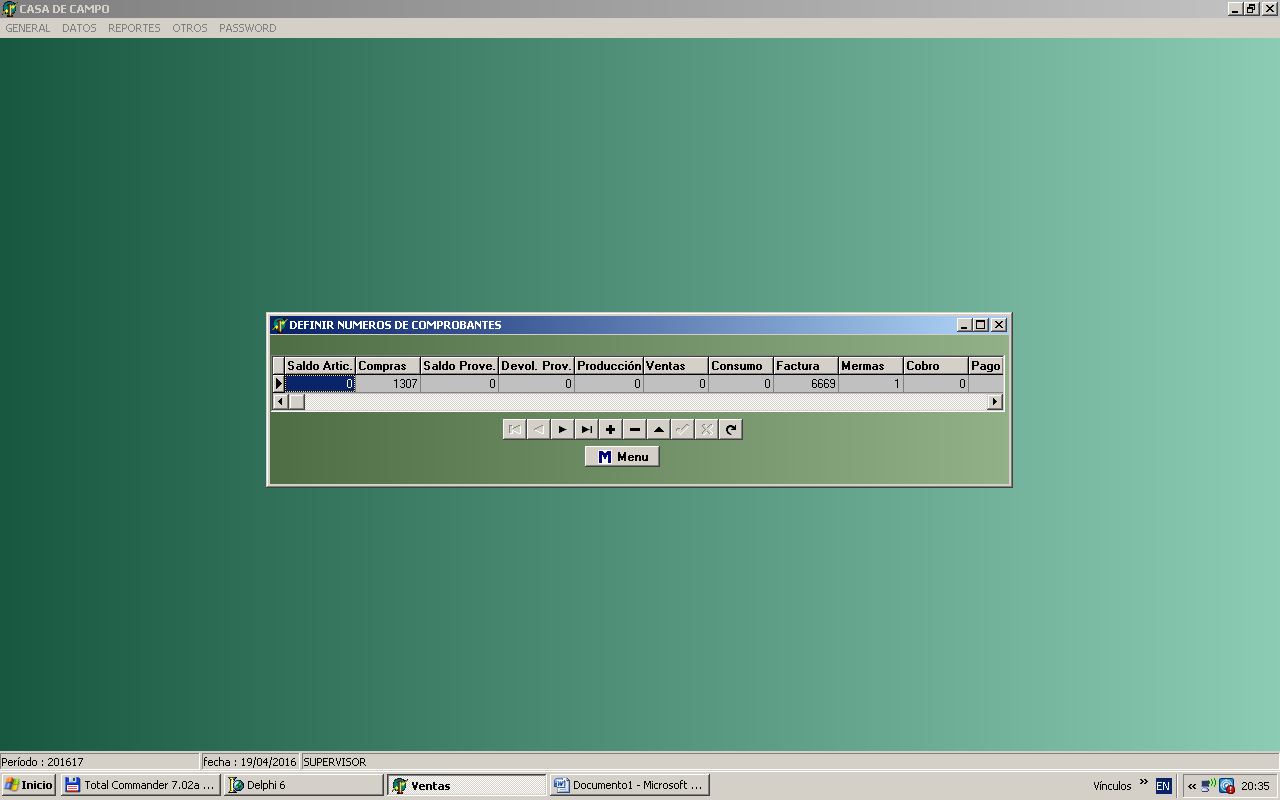 CASA DE CAMPO
GENERAL DATOS REPORTES OTROS PASSWORD
DEFINIR NUMEROS DE COMPROBANTES
Saldo Artic. Compras Saldo Prove. Devol. Prov. Producción Ventas Consumo Factura Mermas Cobro Pago
0 1307 0 0 0 0 0 6669 1 0
M Menu
Período : 201617 fecha : 19/04/2016 SUPERVISOR
Inicio Total Commander 7.02a ... Delphi 6 Ventas Documento1 - Microsoft ... Vínculos » EN « 20:35